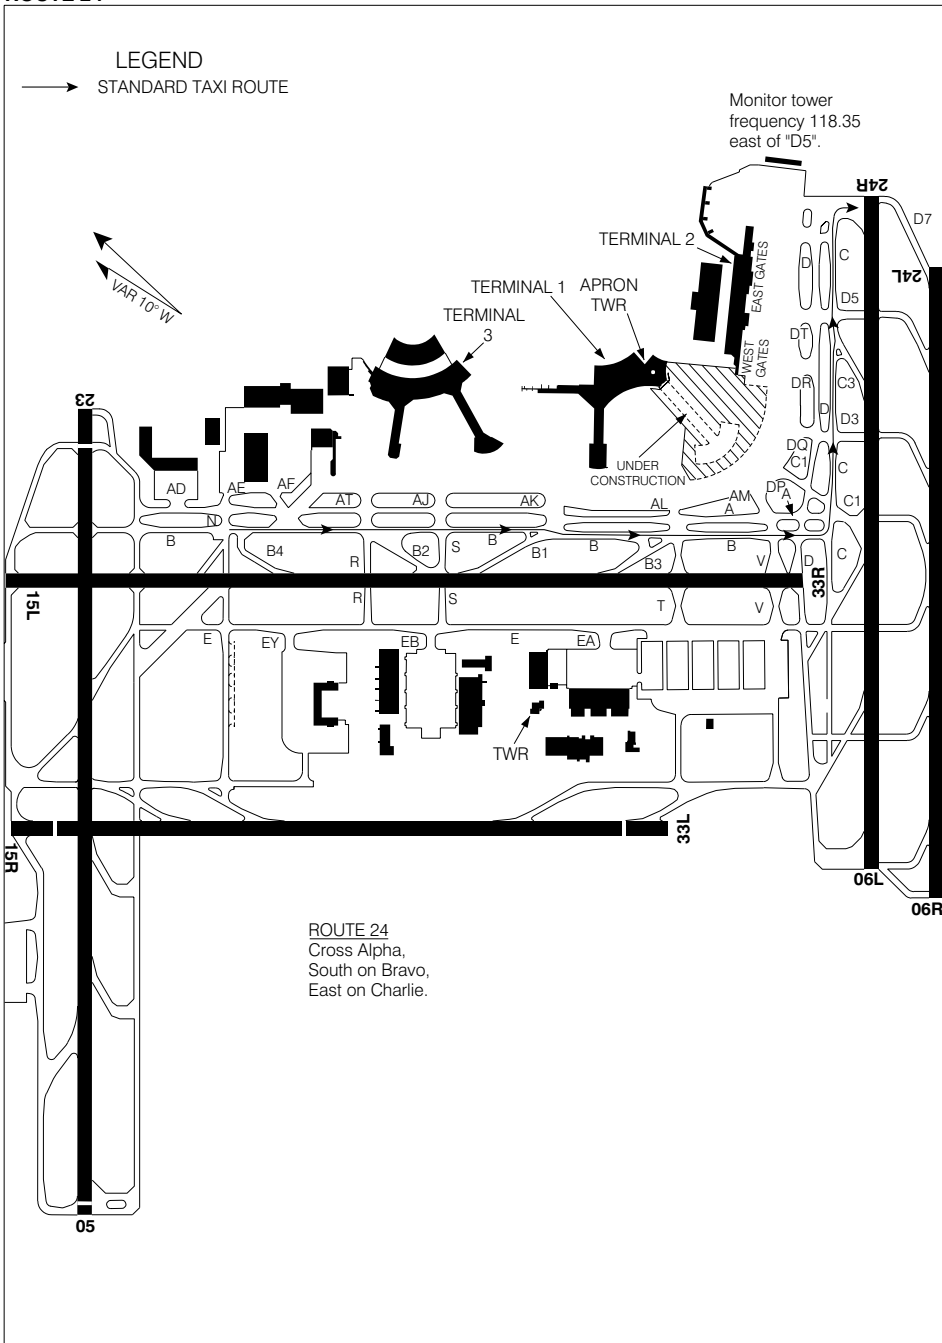 LEGEND
STANDARD TAXI ROUTE
Monitor tower
frequency 118.35
east of "D5".
24R
D7
TERMINAL 2
EAST GATES
D
C
24L
VAR 10° W
TERMINAL 1
APRON
TWR
D5
TERMINAL
3
DT
WEST
GATES
DR
C3
23
D
D3
DQ
UNDER
CONSTRUCTION
C1
C
AD
AE
AF
DP
A
AT
AJ
AK
AL
AM
A
C1
N
B
B4
B2
S
B
B1
B
B3
B
V
D
C
R
15L
33R
R
S
T
V
E
EY
EB
E
EA
TWR
15R
33L
06L
06R
ROUTE 24
Cross Alpha,
South on Bravo,
East on Charlie.
05